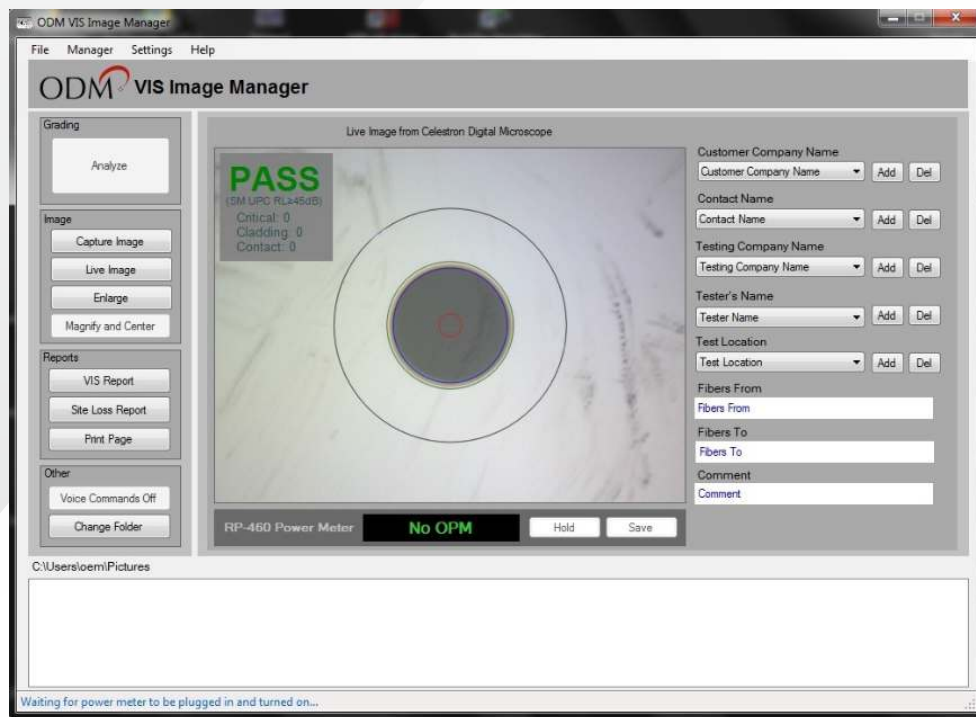 ODM VIS Image Manager
File Manager Settings Help
ODM VIS Image Manager
Grading
Analyze
Image
Capture Image
Live Image
Enlarge
Magnify and Center
Reports
VIS Report
Site Loss Report
Print Page
Other
Voice Commands Off
Change Folder
Live Image from Celestron Digital Microscope
PASS
(SM UPC RL≥45dB)
Critical: 0
Cladding: 0
Contact: 0
RP-460 Power Meter No OPM Hold Save
Customer Company Name
Customer Company Name Add Del
Contact Name
Contact Name Add Del
Testing Company Name
Testing Company Name Add Del
Tester's Name
Tester Name Add Del
Test Location
Test Location Add Del
Fibers From
Fibers From
Fibers To
Fibers To
Comment
Comment
C:\Users\oem\Pictures
Waiting for power meter to be plugged in and turned on...